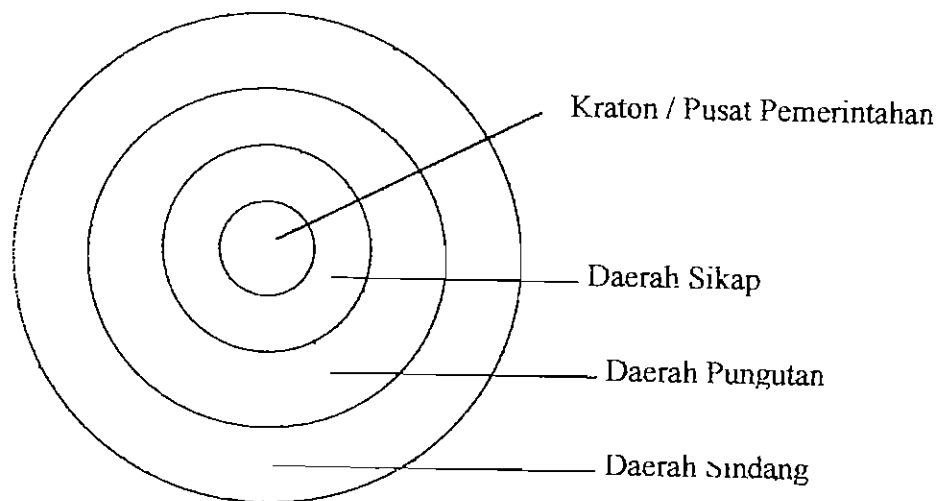 Kraton / Pusat Pemerintahan
Daerah Sikap
Daerah Pungutan
Daerah Sindang